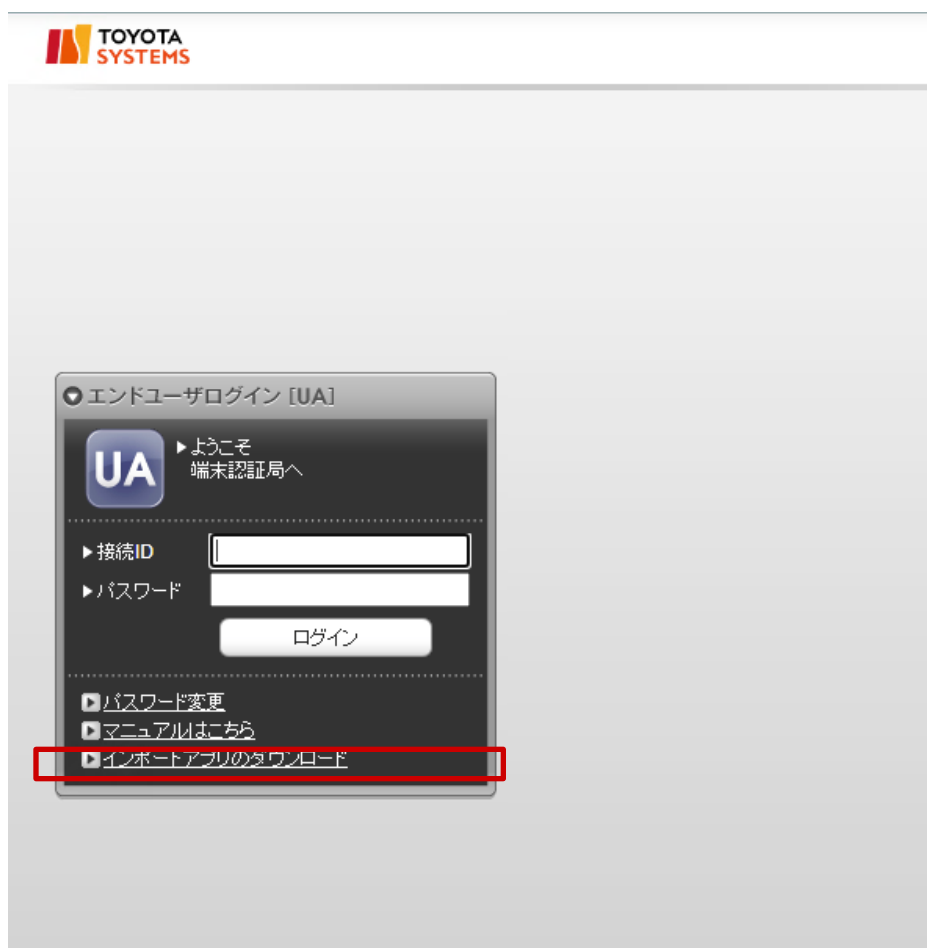 TOYOTA
SYSTEMS
エンドユーザログイン [UA]
UA
ようこそ
端末認証局へ
接続ID
パスワード
ログイン
パスワード変更
マニュアルはこちら
インポートアプリのダウンロード